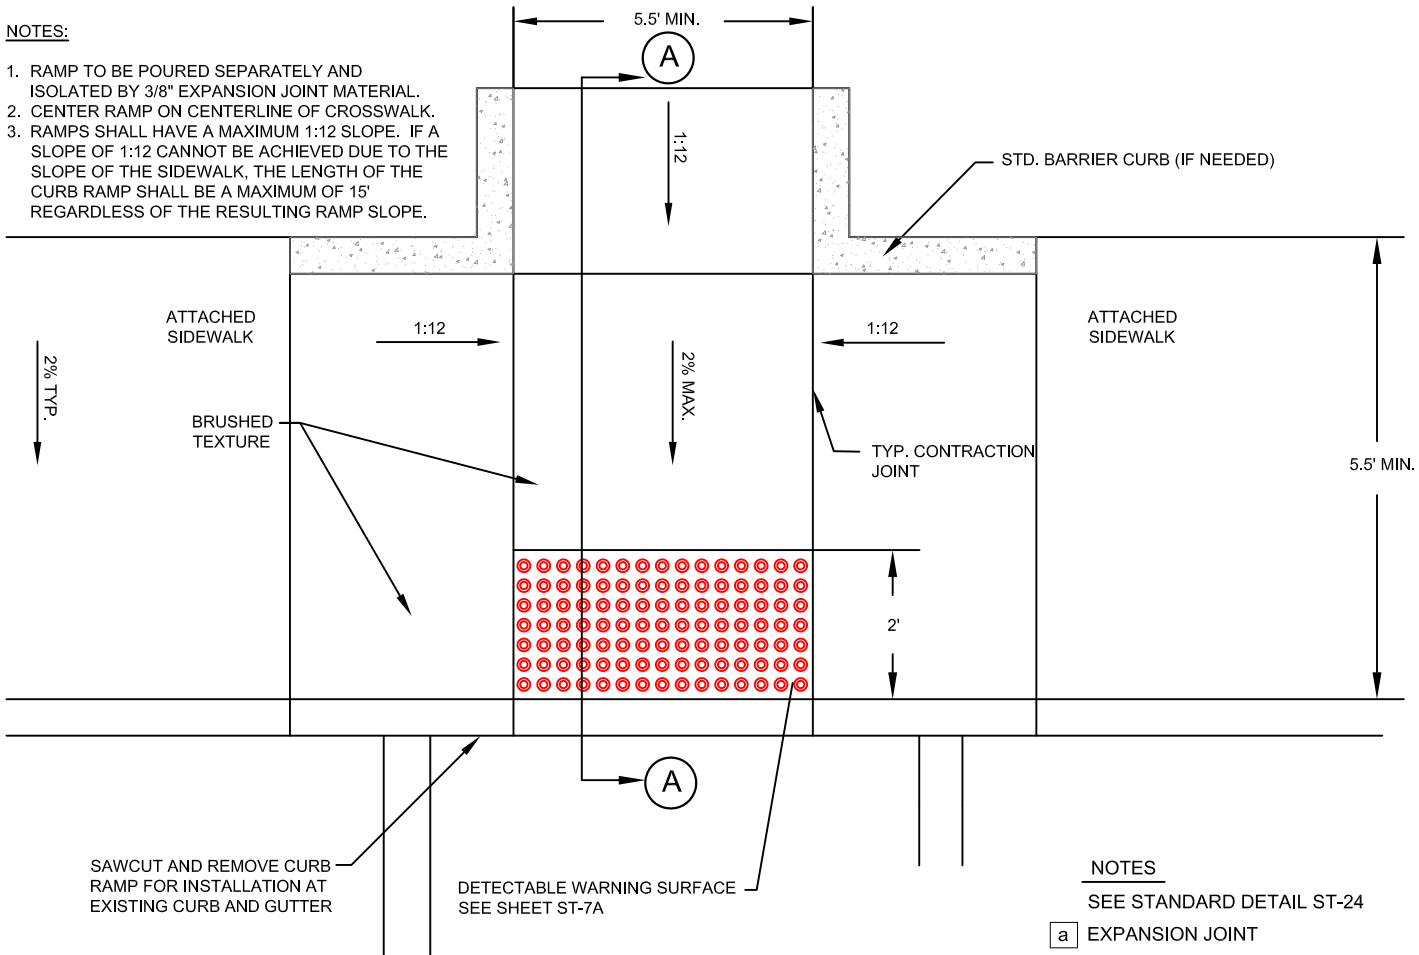 NOTES:
1. RAMP TO BE POURED SEPARATELY AND
ISOLATED BY 3/8" EXPANSION JOINT MATERIAL.
2. CENTER RAMP ON CENTERLINE OF CROSSWALK.
3. RAMPS SHALL HAVE A MAXIMUM 1:12 SLOPE. IF A
SLOPE OF 1:12 CANNOT BE ACHIEVED DUE TO THE
SLOPE OF THE SIDEWALK, THE LENGTH OF THE
CURB RAMP SHALL BE A MAXIMUM OF 15'
REGARDLESS OF THE RESULTING RAMP SLOPE.
5.5' MIN.
A
1:12
STD. BARRIER CURB (IF NEEDED)
ATTACHED
SIDEWALK
1:12
1:12
ATTACHED
SIDEWALK
2% TYP.
2% MAX.
BRUSHED
TEXTURE
TYP. CONTRACTION
JOINT
5.5' MIN.
2'
A
SAWCUT AND REMOVE CURB
RAMP FOR INSTALLATION AT
EXISTING CURB AND GUTTER
DETECTABLE WARNING SURFACE
SEE SHEET ST-7A
NOTES
SEE STANDARD DETAIL ST-24
a EXPANSION JOINT